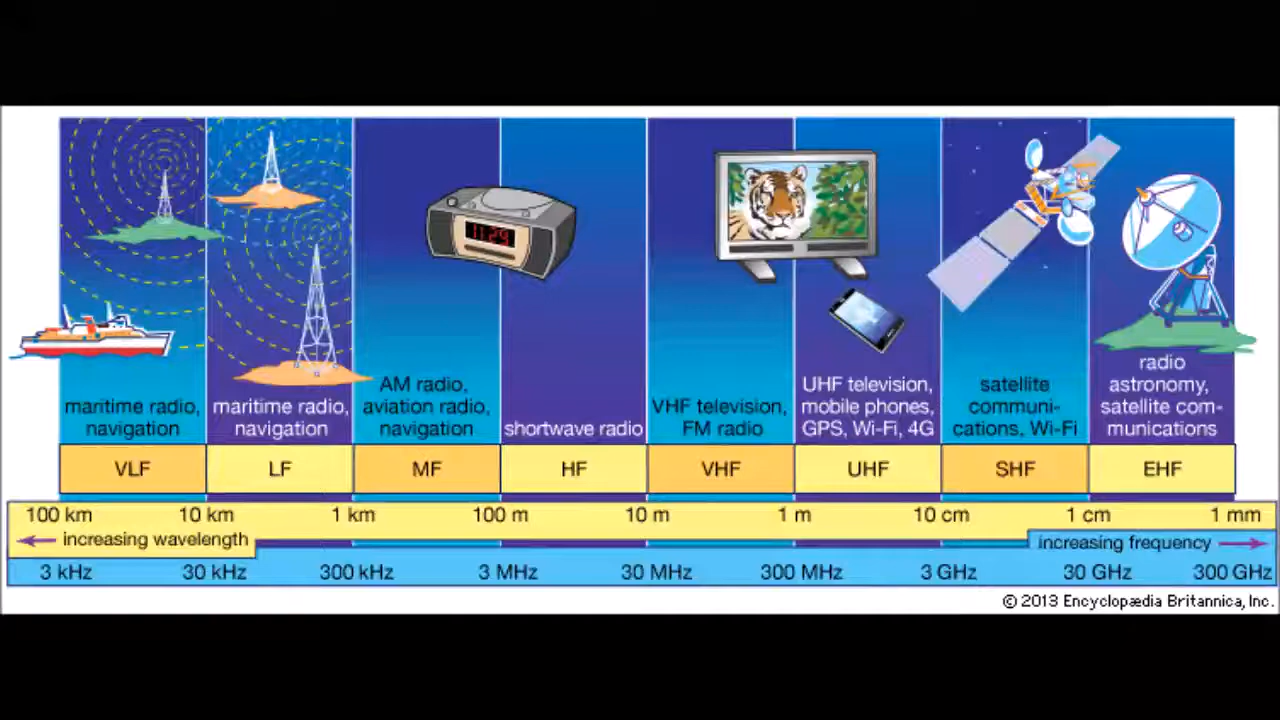 11:29
maritime radio,
navigation
maritime radio,
navigation
AM radio,
aviation radio,
navigation
shortwave radio
VHF television,
FM radio
UHF television,
mobile phones,
GPS, Wi-Fi, 4G
satellite
communi-
cations, Wi-Fi
radio
astronomy,
satellite com-
munications
VLF LF MF HF VHF UHF SHF EHF
100 km 10 km 1 km 100 m 10 m 1 m 10 cm 1 cm 1 mm
increasing wavelength increasing frequency
3 kHz 30 kHz 300 kHz 3 MHz 30 MHz 300 MHz 3 GHz 30 GHz 300 GHz
© 2013 Encyclopædia Britannica, Inc.